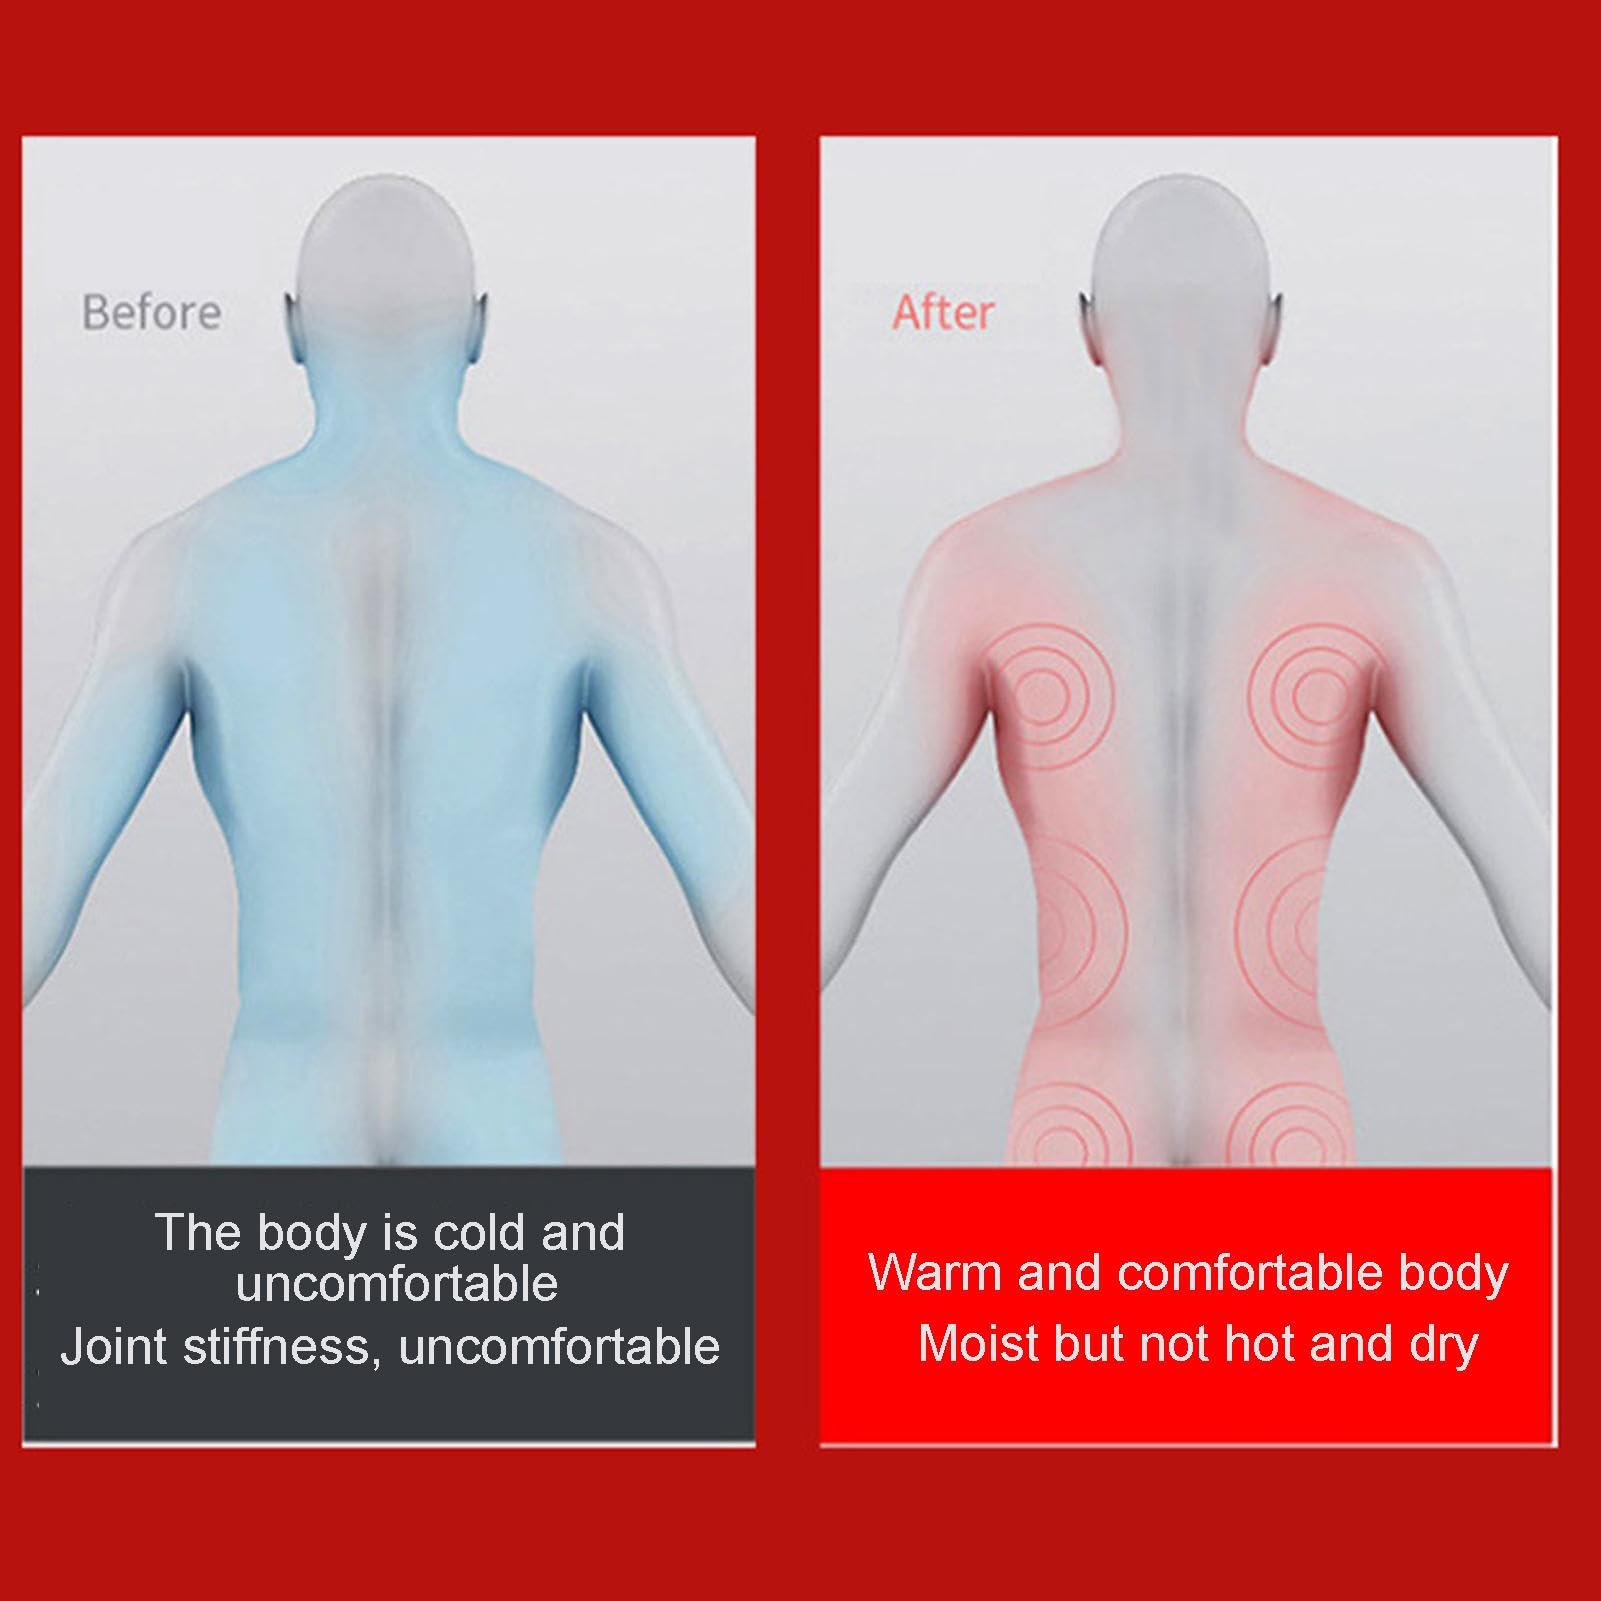 Before
The body is cold and
uncomfortable
Joint stiffness, uncomfortable
After
Warm and comfortable body
Moist but not hot and dry